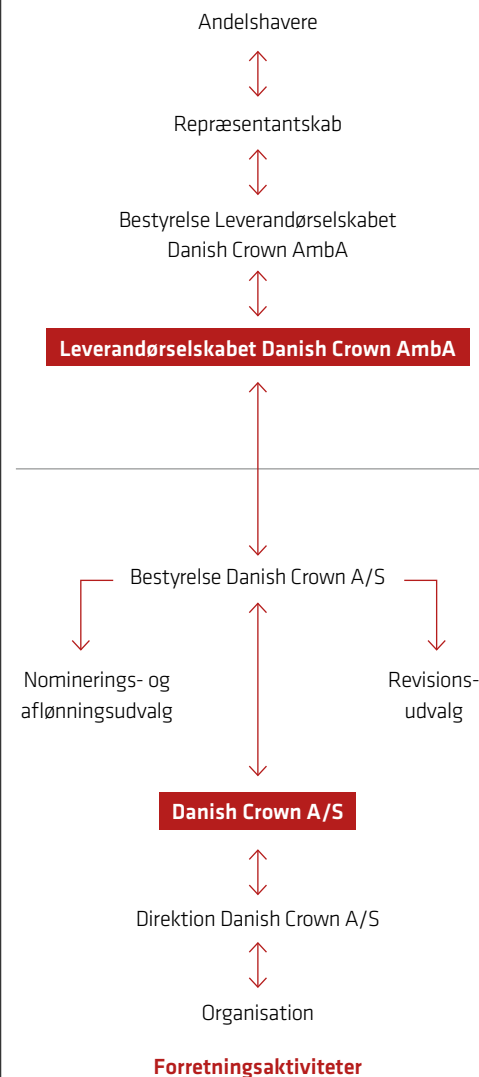 Andelshavere
Repræsentantskab
Bestyrelse Leverandørselskabet
Danish Crown AmbA
Leverandørselskabet Danish Crown AmbA
Bestyrelse Danish Crown A/S
Nominerings- og
aflønningsudvalg
Revisions-
udvalg
Danish Crown A/S
Direktion Danish Crown A/S
Organisation
Forretningsaktiviteter